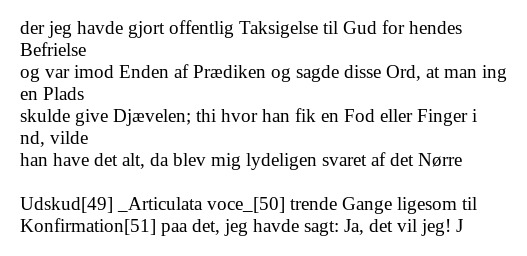 der jeg havde gjort offentlig Taksigelse til Gud for hendes
Befrielse
og var imod Enden af Prædiken og sagde disse Ord, at man ing
en Plads
skulde give Djævelen; thi hvor han fik en Fod eller Finger i
nd, vilde
han have det alt, da blev mig lydeligen svaret af det Nørre

Udskud[49] _Articulata voce_[50] trende Gange ligesom til
Konfirmation[51] paa det, jeg havde sagt: Ja, det vil jeg! J